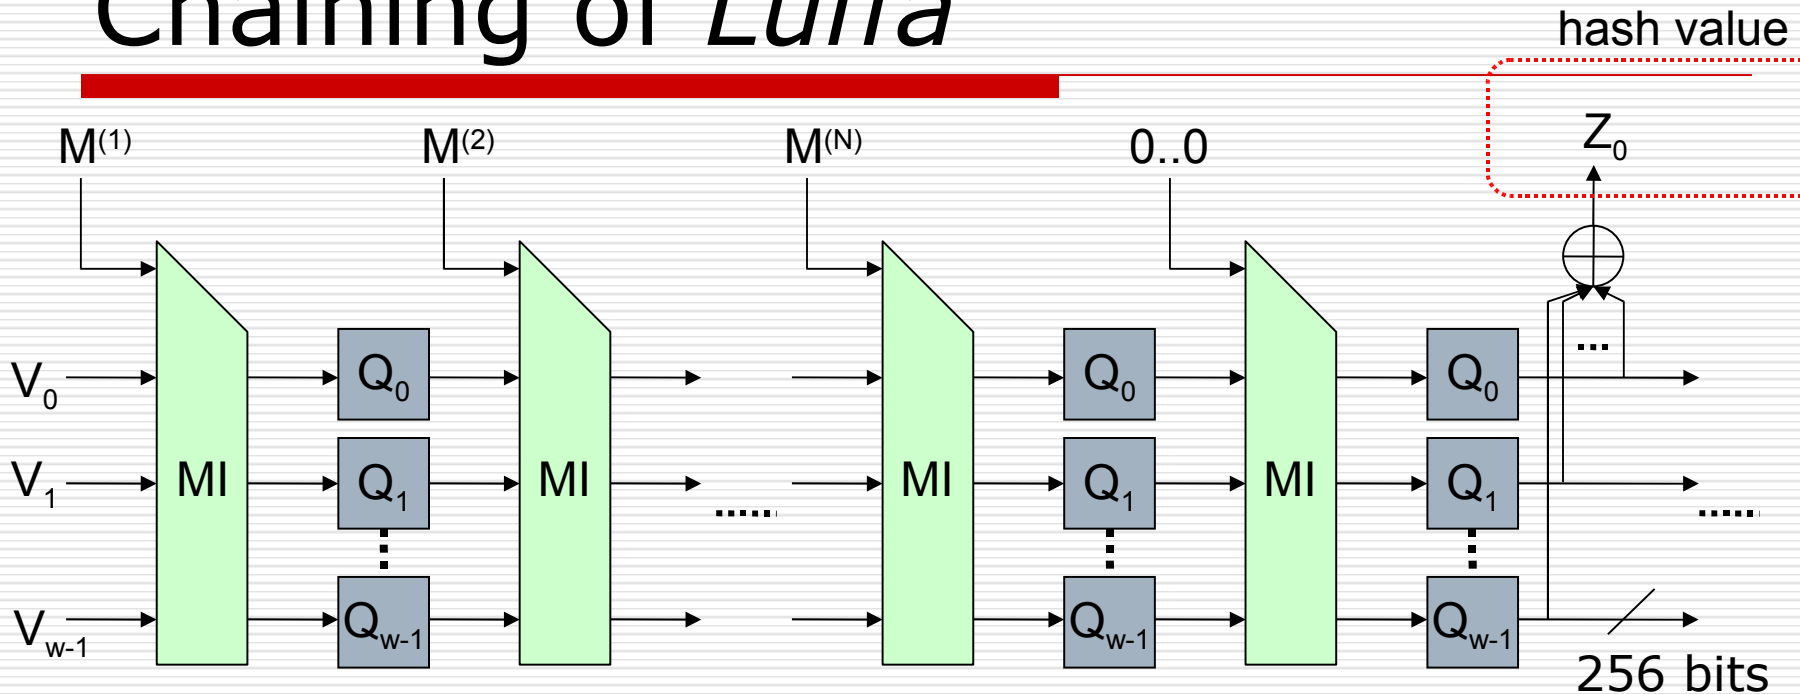 Chaining of Luffa
hash value
M(1)
M(2)
M(N)
0..0
Z0
V0
Q0
Q0
Q0
...
V1
MI
Q1
MI
MI
Q1
MI
Q1
......
......
Vw-1
Qw-1
Qw-1
Qw-1
256 bits